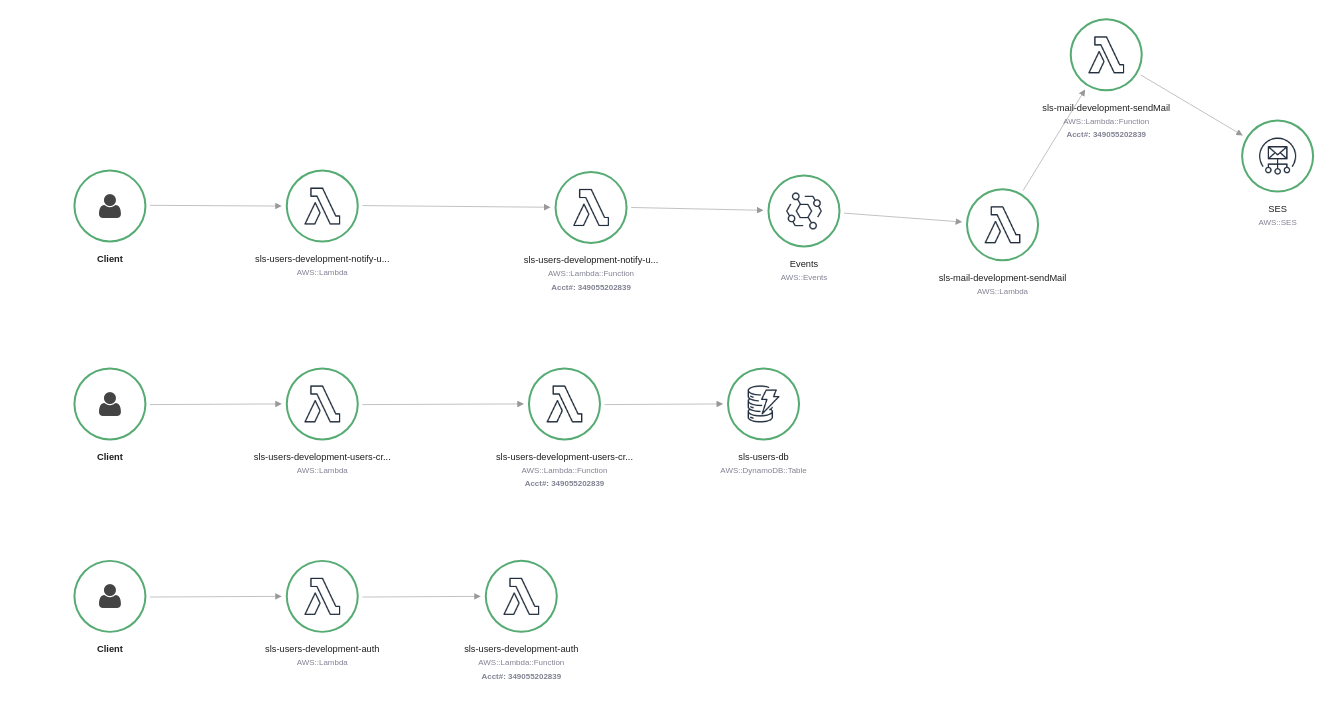 sls-mail-development-sendMail
AWS::Lambda::Function
Acct#: 349055202839
SES
AWS::SES
Client
sls-users-development-notify-u...
AWS::Lambda
sls-users-development-notify-u...
AWS::Lambda::Function
Acct#: 349055202839
Events
AWS::Events
sls-mail-development-sendMail
AWS::Lambda
Client
sls-users-development-users-cr...
AWS::Lambda
sls-users-development-users-cr...
AWS::Lambda::Function
Acct#: 349055202839
sls-users-db
AWS::DynamoDB::Table
Client
sls-users-development-auth
AWS::Lambda
sls-users-development-auth
AWS::Lambda::Function
Acct#: 349055202839